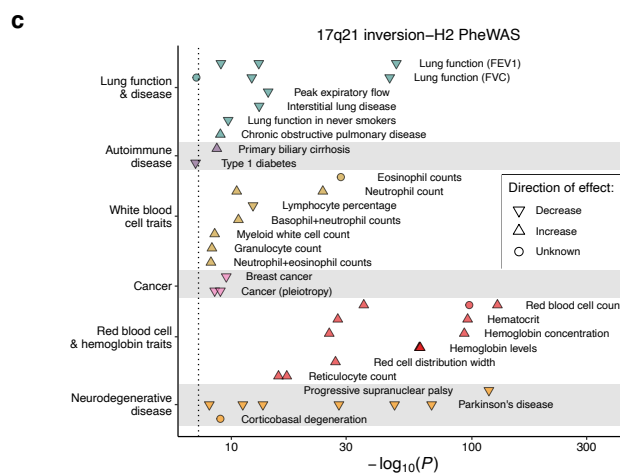 c
17q21 inversion–H2 PheWAS
Lung function
& disease
Lung function (FEV1)
Lung function (FVC)
Peak expiratory flow
Interstitial lung disease
Lung function in never smokers
Chronic obstructive pulmonary disease
Autoimmune
disease
Primary biliary cirrhosis
Type 1 diabetes
White blood
cell traits
Eosinophil counts
Neutrophil count
Lymphocyte percentage
Basophil+neutrophil counts
Myeloid white cell count
Granulocyte count
Neutrophil+eosinophil counts
Direction of effect:
Decrease
Increase
Unknown
Cancer
Breast cancer
Cancer (pleiotropy)
Red blood cell
& hemoglobin traits
Red blood cell coun
Hematocrit
Hemoglobin concentration
Hemoglobin levels
Red cell distribution width
Reticulocyte count
Neurodegenerative
disease
Progressive supranuclear palsy
Parkinson's disease
Corticobasal degeneration
10 30 100 300
−log10(P)